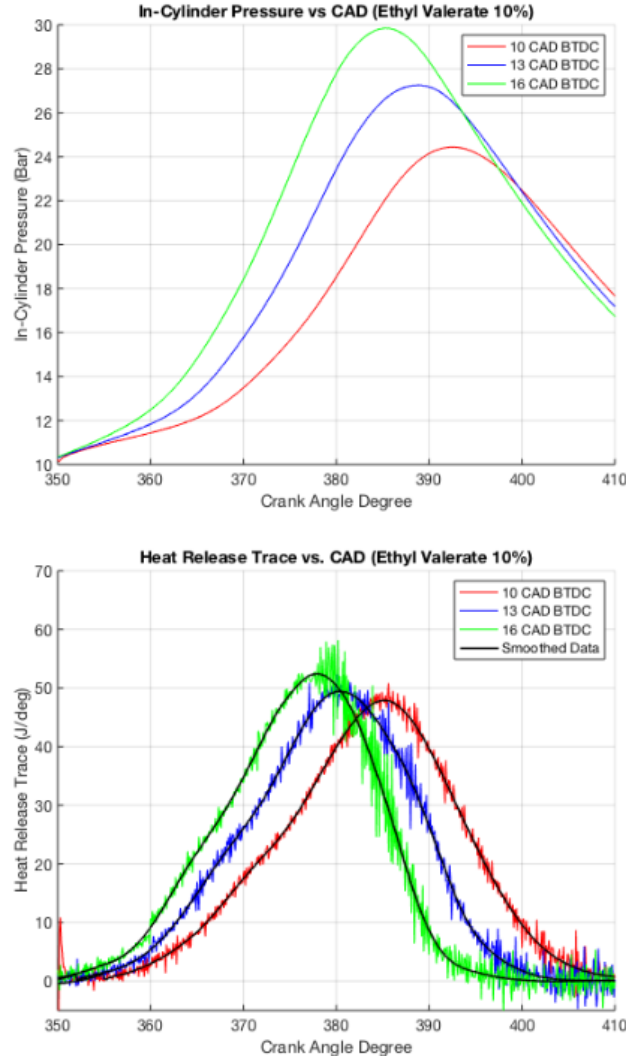 In-Cylinder Pressure vs CAD (Ethyl Valerate 10%)
30
28
26
24
22
20
18
16
14
12
10
In-Cylinder Pressure (Bar)
10 CAD BTDC
13 CAD BTDC
16 CAD BTDC
350 360 370 380 390 400 410
Crank Angle Degree
Heat Release Trace vs. CAD (Ethyl Valerate 10%)
70
60
50
40
30
20
10
0
Heat Release Trace (J/deg)
10 CAD BTDC
13 CAD BTDC
16 CAD BTDC
Smoothed Data
350 360 370 380 390 400 410
Crank Angle Degree